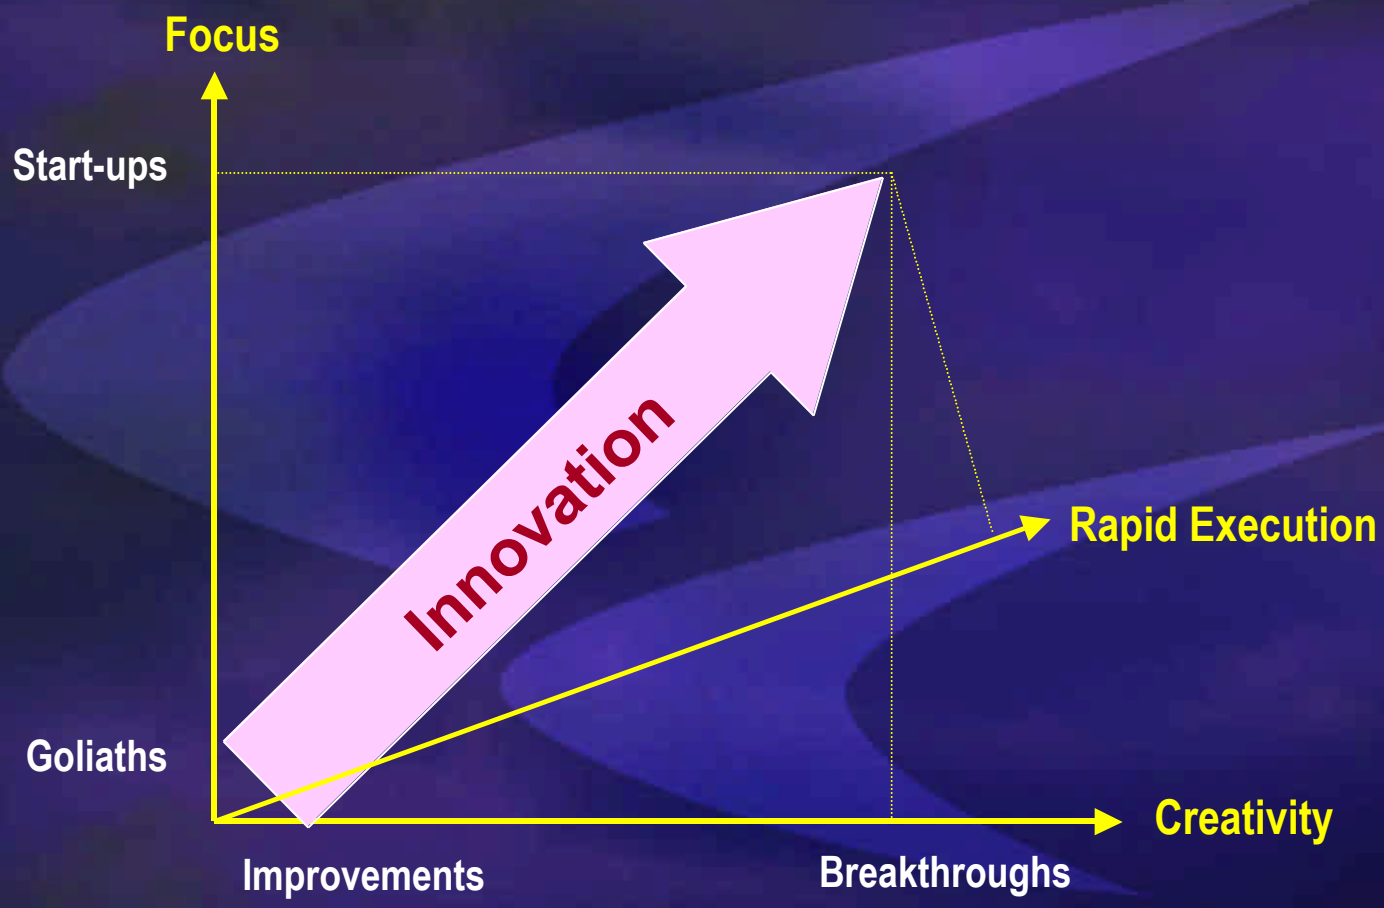 Focus
Start-ups
Innovation
Rapid Execution
Goliaths
Creativity
Improvements
Breakthroughs